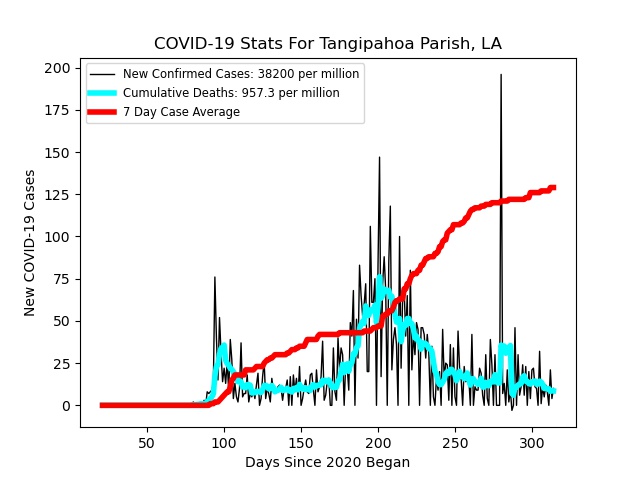 COVID-19 Stats For Tangipahoa Parish, LA
New Confirmed Cases: 38200 per million
Cumulative Deaths: 957.3 per million
7 Day Case Average
200
175
150
125
100
75
50
25
0
New COVID-19 Cases
50
100
150
200
250
300
Days Since 2020 Began